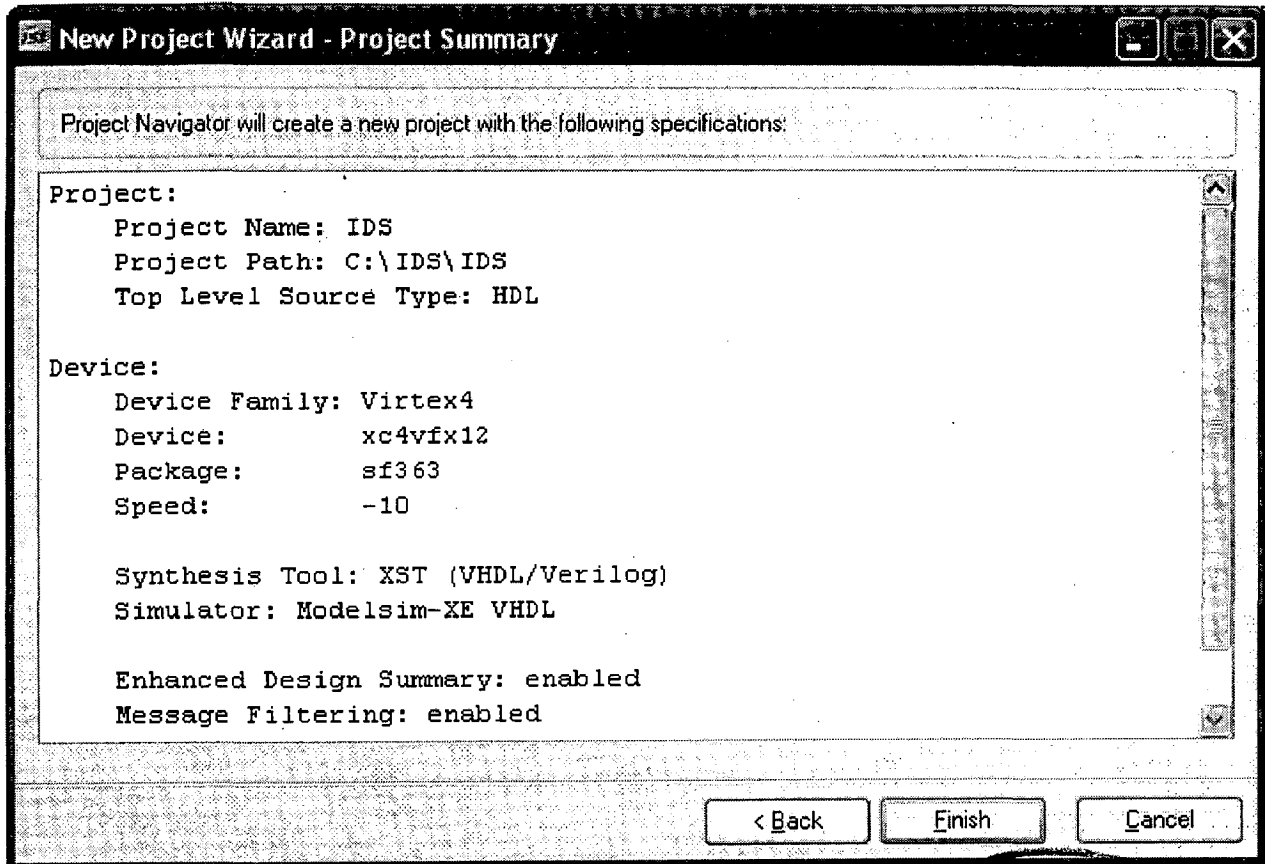 New Project Wizard - Project Summary
Project Navigator will create a new project with the following specifications:
Project:
Project Name: IDS
Project Path: C:\IDS\IDS
Top Level Source Type: HDL
Device:
Device Family: Virtex4
Device: xc4vfx12
Package: sf363
Speed: -10
Synthesis Tool: XST (VHDL/Verilog)
Simulator: Modelsim-XE VHDL
Enhanced Design Summary: enabled
Message Filtering: enabled
< Back Finish Cancel